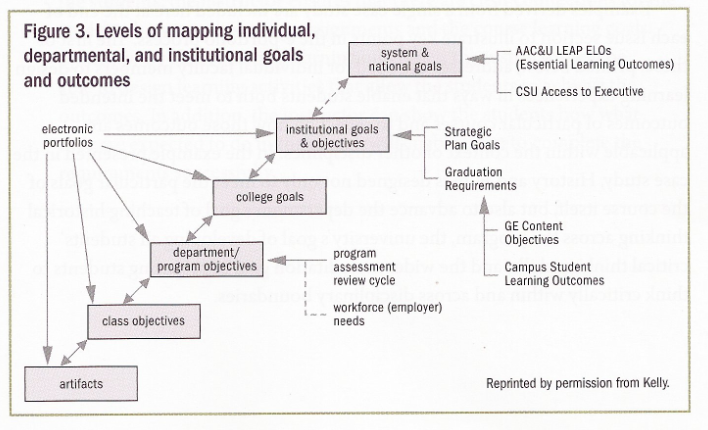 Figure 3. Levels of mapping individual,
departmental, and institutional goals
and outcomes
system &
national goals
AAC&U LEAP ELOs
(Essential Learning Outcomes)
CSU Access to Executive
electronic
portfolios
institutional goals
& objectives
Strategic
Plan Goals
Graduation
Requirements
college goals
GE Content
Objectives
Campus Student
Learning Outcomes
department/
program objectives
program
assessment
review cycle
workforce (employer)
needs
class objectives
artifacts
Reprinted by permission from Kelly.